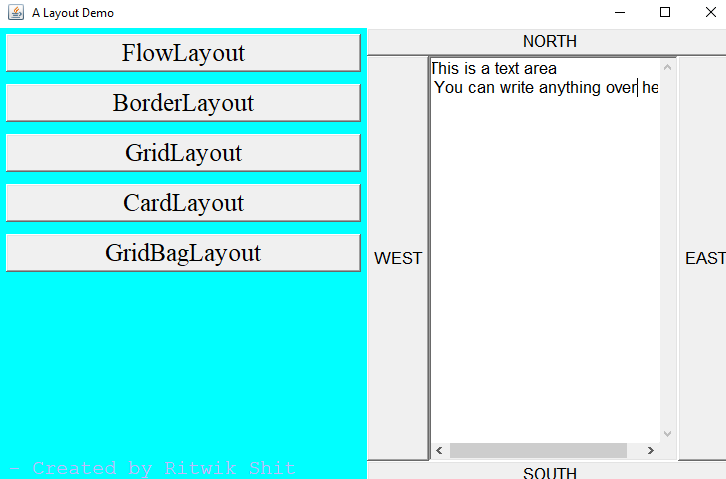 A Layout Demo
FlowLayout
BorderLayout
GridLayout
CardLayout
GridBagLayout
- Created by Ritwik Shit
NORTH
WEST
This is a text area
You can write anything over he
EAST
SOUTH